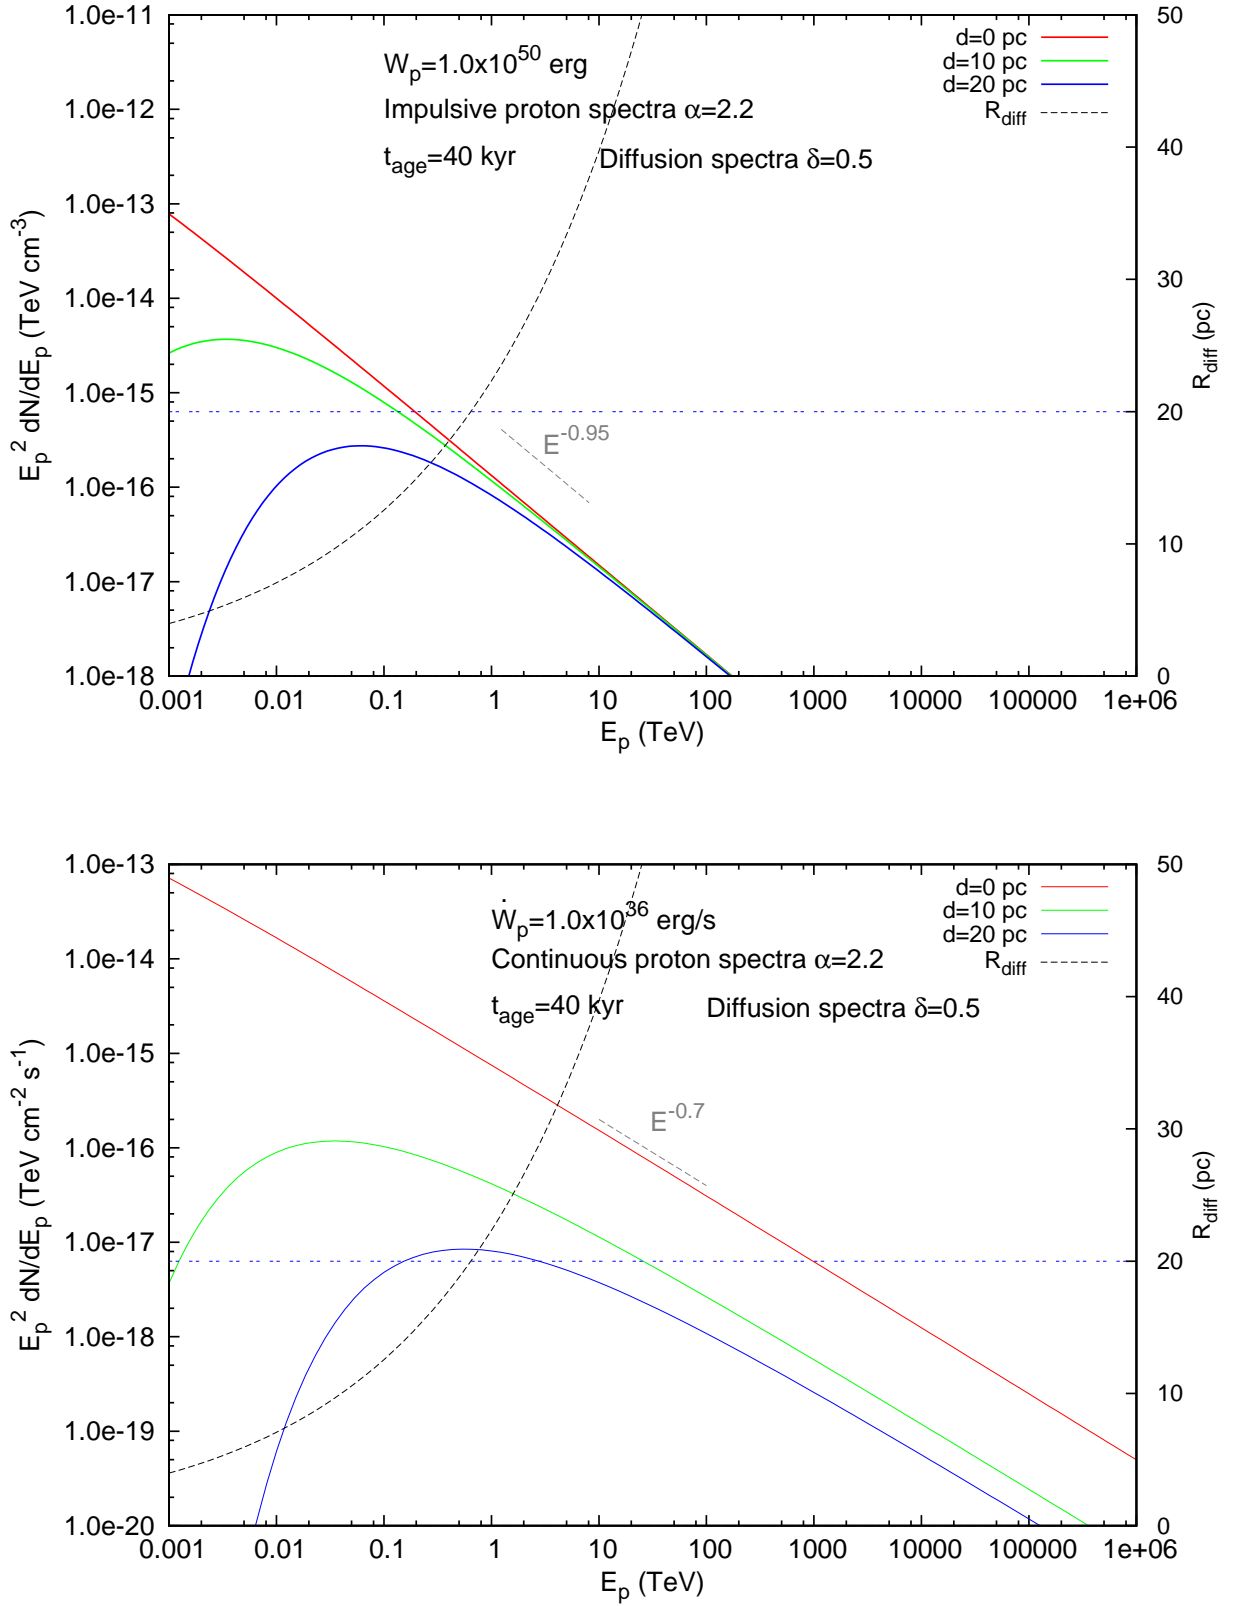 1.0e-11
1.0e-12
1.0e-13
1.0e-14
1.0e-15
1.0e-16
1.0e-17
1.0e-18
E_p^2 dN/dE_p (TeV cm^-3)
W_p=1.0x10^50 erg
Impulsive proton spectra α=2.2
t_age=40 kyr Diffusion spectra δ=0.5
d=0 pc
d=10 pc
d=20 pc
R_diff
E^-0.95
50
40
30
20
10
0
R_diff (pc)
0.001 0.01 0.1 1 10 100 1000 10000 100000 1e+06
E_p (TeV)
1.0e-13
1.0e-14
1.0e-15
1.0e-16
1.0e-17
1.0e-18
1.0e-19
1.0e-20
E_p^2 dN/dE_p (TeV cm^-2 s^-1)
Ẇ_p=1.0x10^36 erg/s
Continuous proton spectra α=2.2
t_age=40 kyr Diffusion spectra δ=0.5
d=0 pc
d=10 pc
d=20 pc
R_diff
E^-0.7
50
40
30
20
10
0
R_diff (pc)
0.001 0.01 0.1 1 10 100 1000 10000 100000 1e+06
E_p (TeV)